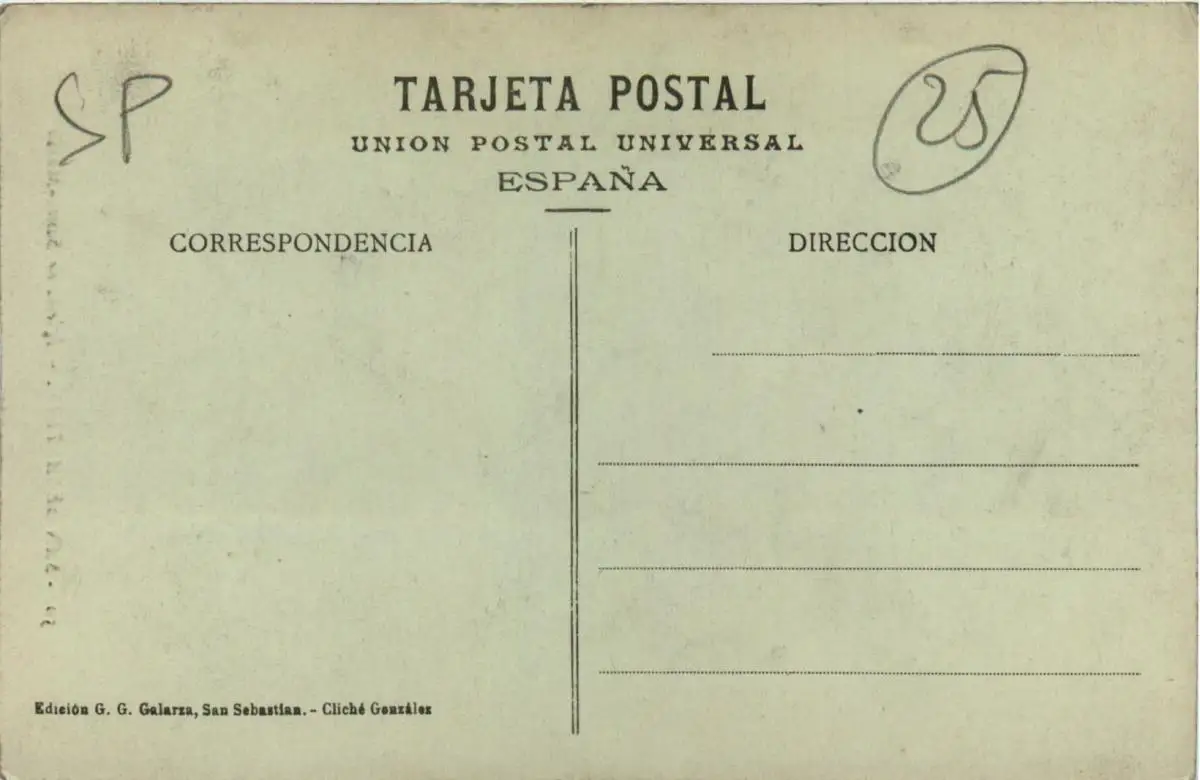 SP
TARJETA POSTAL
25
UNION POSTAL UNIVERSAL
ESPAÑA
CORRESPONDENCIA
DIRECCION
Edición G. G. Galarza, San Sebastian. - Cliché González